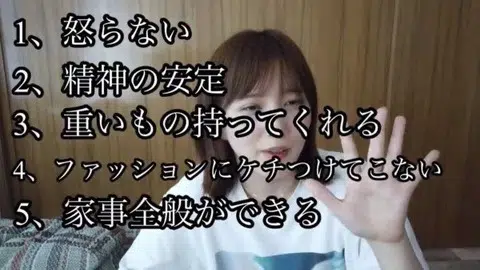 1、怒らない
2、精神の安定
3、重いもの持ってくれる
4、ファッションにケチつけてこない
5、家事全般ができる